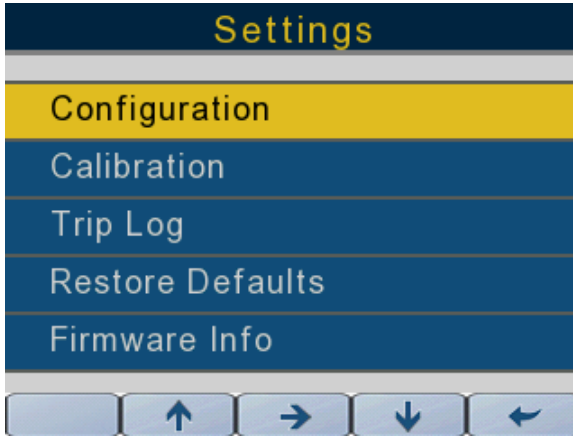 Settings
Configuration
Calibration
Trip Log
Restore Defaults
Firmware Info